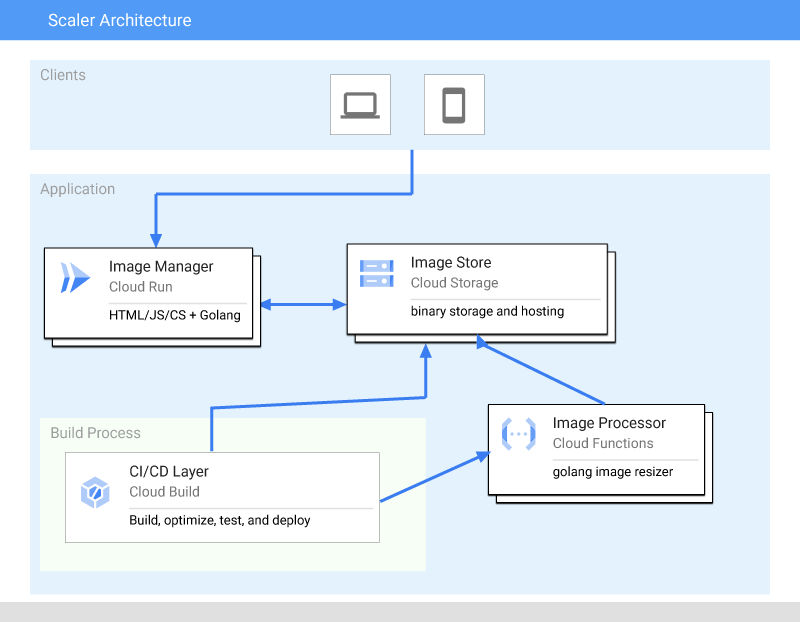 Scaler Architecture
Clients
Application
Image Manager
Cloud Run
HTML/JS/CS + Golang
Image Store
Cloud Storage
binary storage and hosting
Build Process
CI/CD Layer
Cloud Build
Build, optimize, test, and deploy
Image Processor
Cloud Functions
golang image resizer